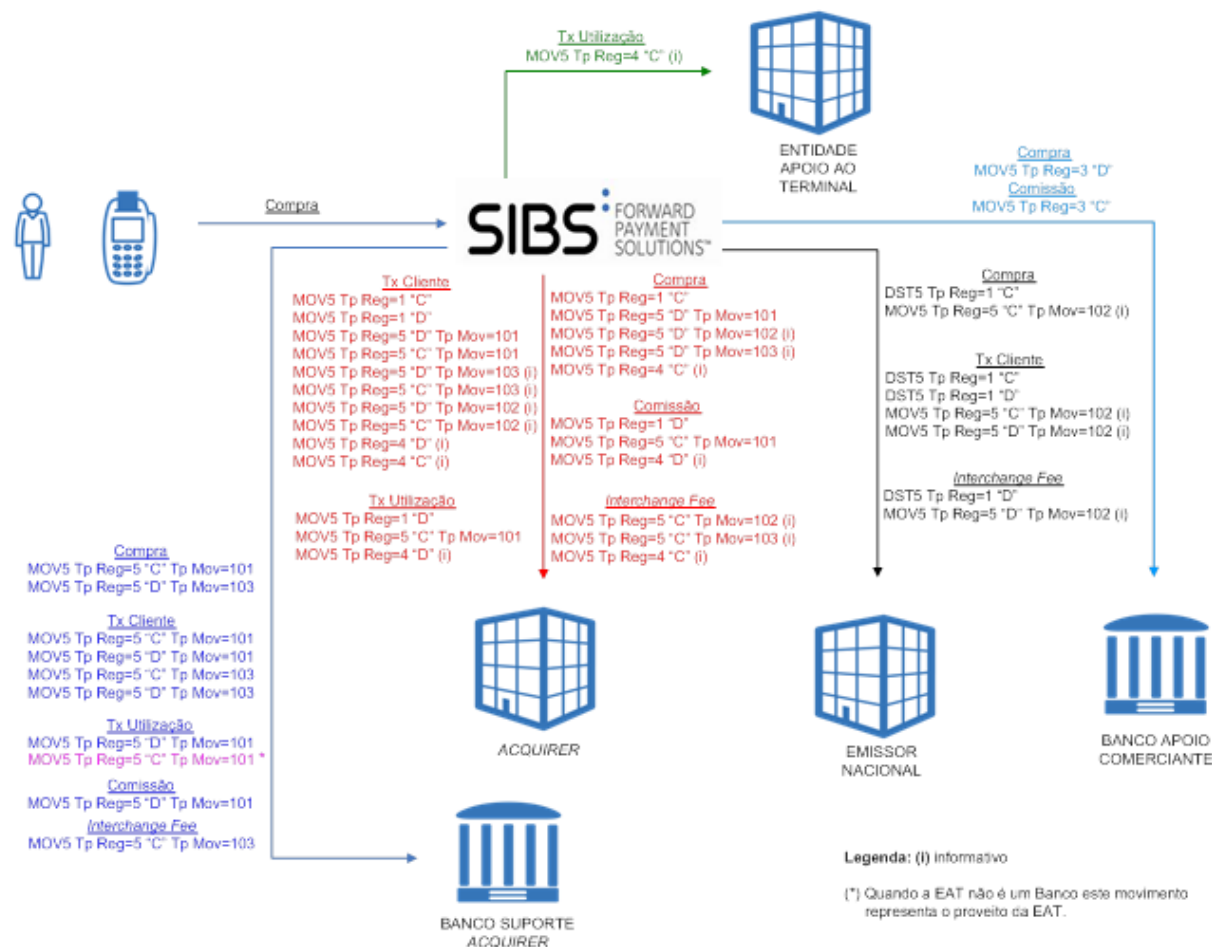 Tx Utilização
MOV5 Tp Reg=4 "C" (i)
ENTIDADE
APOIO AO
TERMINAL
Compra
MOV5 Tp Reg=3 "D"
Comissão
MOV5 Tp Reg=3 "C"
Compra
SIBS FORWARD
PAYMENT
SOLUTIONS™
Tx Cliente
MOV5 Tp Reg=1 "C"
MOV5 Tp Reg=1 "D"
MOV5 Tp Reg=5 "D" Tp Mov=101
MOV5 Tp Reg=5 "C" Tp Mov=101
MOV5 Tp Reg=5 "D" Tp Mov=103 (i)
MOV5 Tp Reg=5 "C" Tp Mov=103 (i)
MOV5 Tp Reg=5 "D" Tp Mov=102 (i)
MOV5 Tp Reg=5 "C" Tp Mov=102 (i)
MOV5 Tp Reg=4 "D" (i)
MOV5 Tp Reg=4 "C" (i)
Tx Utilização
MOV5 Tp Reg=1 "D"
MOV5 Tp Reg=5 "C" Tp Mov=101
MOV5 Tp Reg=4 "D" (i)
Compra
MOV5 Tp Reg=1 "C"
MOV5 Tp Reg=5 "D" Tp Mov=101
MOV5 Tp Reg=5 "D" Tp Mov=102 (i)
MOV5 Tp Reg=5 "D" Tp Mov=103 (i)
MOV5 Tp Reg=4 "C" (i)
Comissão
MOV5 Tp Reg=1 "D"
MOV5 Tp Reg=5 "C" Tp Mov=101
MOV5 Tp Reg=4 "D" (i)
Interchange Fee
MOV5 Tp Reg=5 "C" Tp Mov=102 (i)
MOV5 Tp Reg=5 "C" Tp Mov=103 (i)
MOV5 Tp Reg=4 "C" (i)
Compra
DST5 Tp Reg=1 "C"
MOV5 Tp Reg=5 "C" Tp Mov=102 (i)
Tx Cliente
DST5 Tp Reg=1 "C"
DST5 Tp Reg=1 "D"
MOV5 Tp Reg=5 "C" Tp Mov=102 (i)
MOV5 Tp Reg=5 "D" Tp Mov=102 (i)
Interchange Fee
DST5 Tp Reg=1 "D"
MOV5 Tp Reg=5 "D" Tp Mov=102 (i)
Compra
MOV5 Tp Reg=5 "C" Tp Mov=101
MOV5 Tp Reg=5 "D" Tp Mov=103
Tx Cliente
MOV5 Tp Reg=5 "C" Tp Mov=101
MOV5 Tp Reg=5 "D" Tp Mov=101
MOV5 Tp Reg=5 "C" Tp Mov=103
MOV5 Tp Reg=5 "D" Tp Mov=103
Tx Utilização
MOV5 Tp Reg=5 "D" Tp Mov=101
MOV5 Tp Reg=5 "C" Tp Mov=101 *
Comissão
MOV5 Tp Reg=5 "D" Tp Mov=101
Interchange Fee
MOV5 Tp Reg=5 "C" Tp Mov=103
ACQUIRER
EMISSOR
NACIONAL
BANCO APOIO
COMERCIANTE
BANCO SUPORTE
ACQUIRER
Legenda: (i) informativo
(*) Quando a EAT não é um Banco este movimento
representa o proveito da EAT.